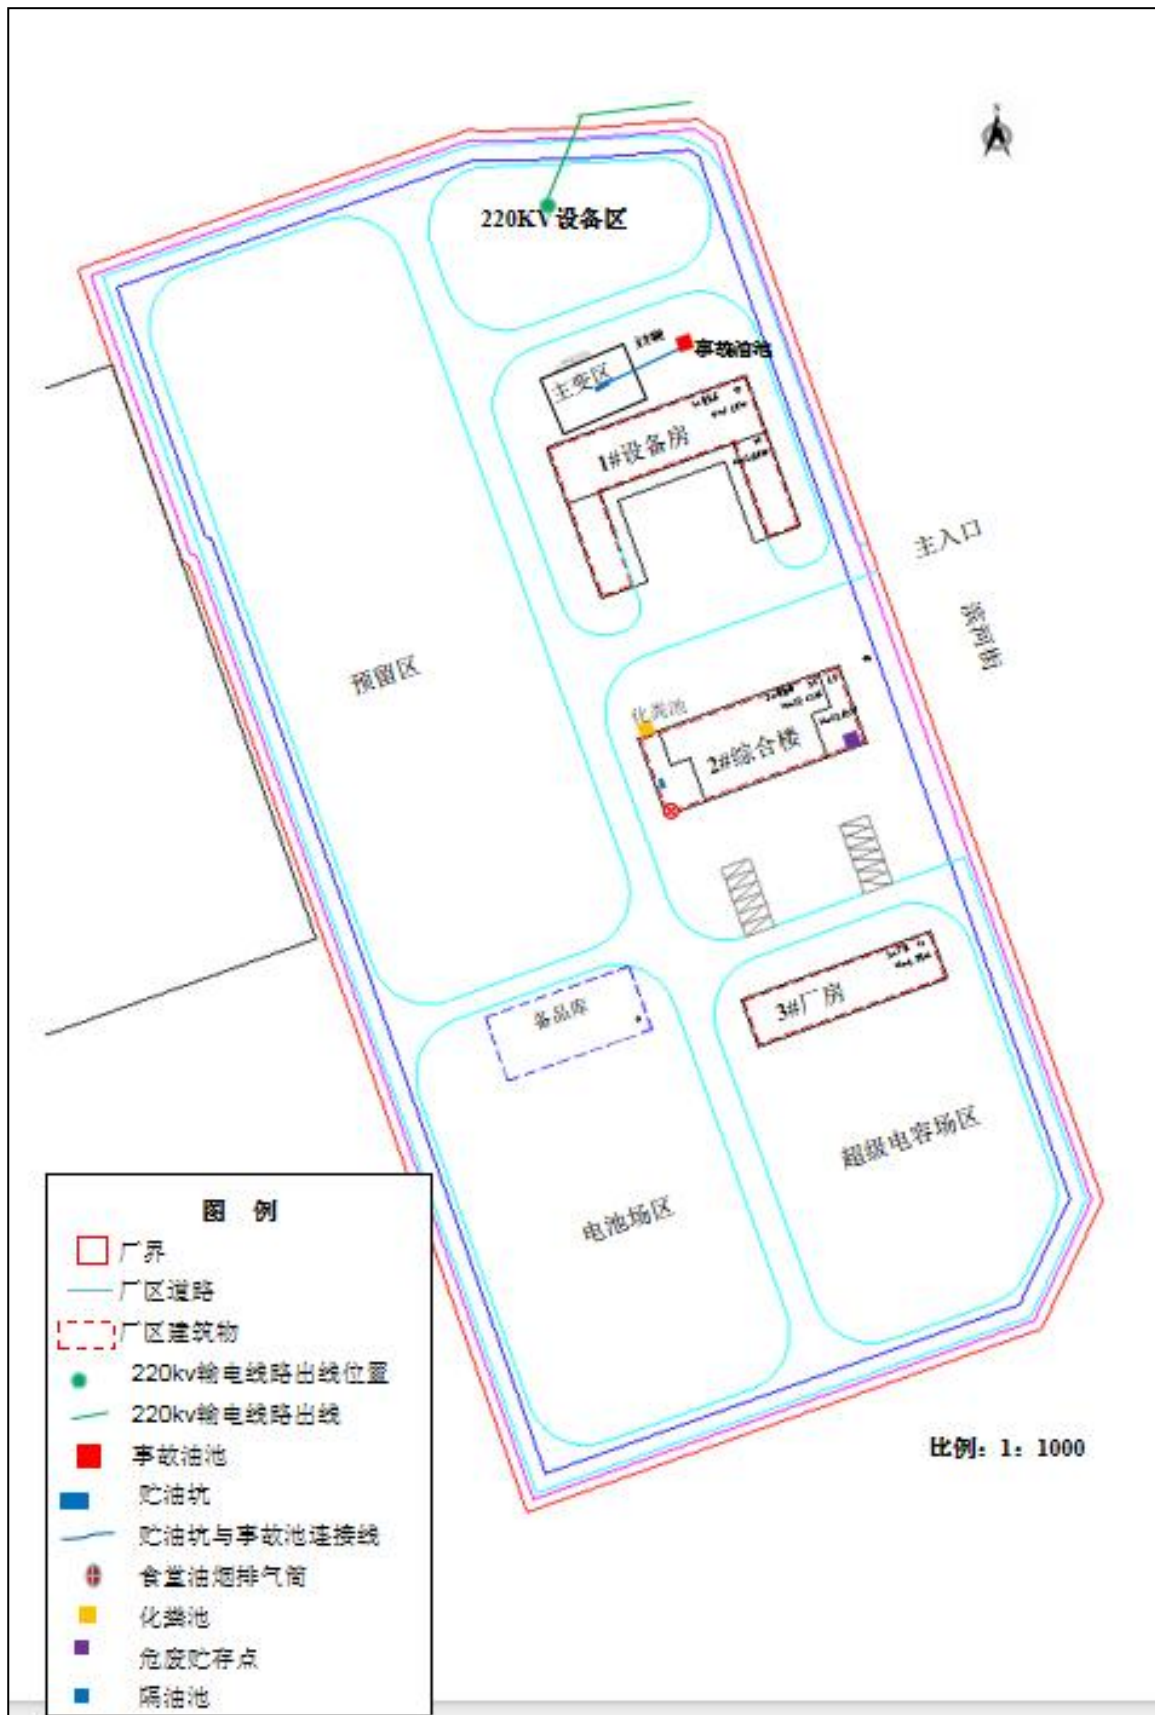 N
220KV设备区
事故油池
主变区
1#设备房
主入口
滨河街
预留区
化粪池
2#综合楼
备品库
3#厂房
超级电容场区
电池场区
图 例
厂界
厂区道路
厂区建筑物
220kv输电线路出线位置
220kv输电线路出线
事故油池
贮油坑
贮油坑与事故池连接线
食堂油烟排气筒
化粪池
危废贮存点
隔油池
比例：1：1000